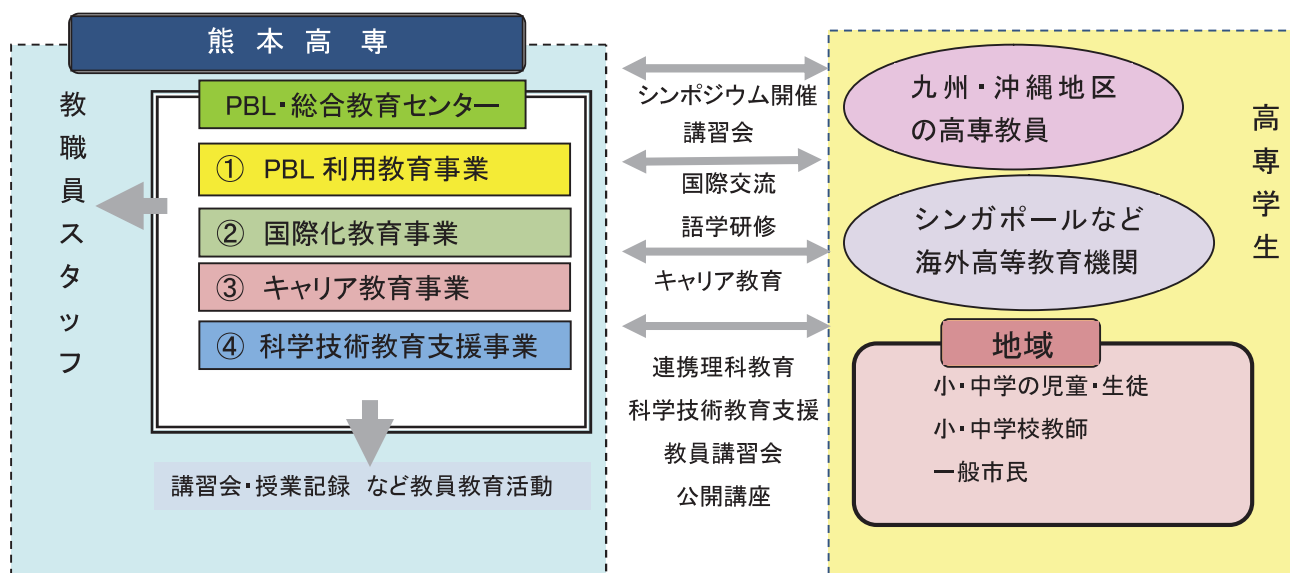 熊本高専
教職員スタッフ
PBL・総合教育センター
① PBL 利用教育事業
② 国際化教育事業
③ キャリア教育事業
④ 科学技術教育支援事業
講習会・授業記録 など教員教育活動
シンポジウム開催
講習会
国際交流
語学研修
キャリア教育
連携理科教育
科学技術教育支援
教員講習会
公開講座
九州・沖縄地区
の高専教員
シンガポールなど
海外高等教育機関
地域
小・中学の児童・生徒
小・中学校教師
一般市民
高専学生